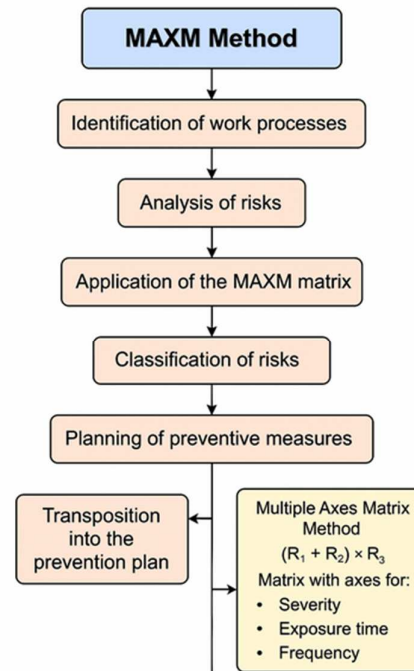 MAXM Method
Identification of work processes
Analysis of risks
Application of the MAXM matrix
Classification of risks
Planning of preventive measures
Transposition
into the
prevention plan
Multiple Axes Matrix
Method
(R₁ + R₂) × R₃
Matrix with axes for:
• Severity
• Exposure time
• Frequency